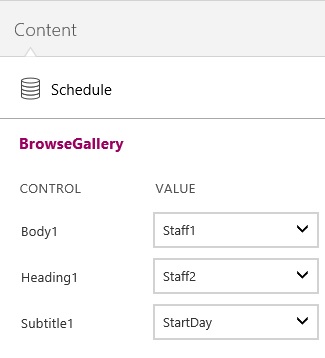 Content
Schedule
BrowseGallery
CONTROL VALUE
Body1 Staff1
Heading1 Staff2
Subtitle1 StartDay